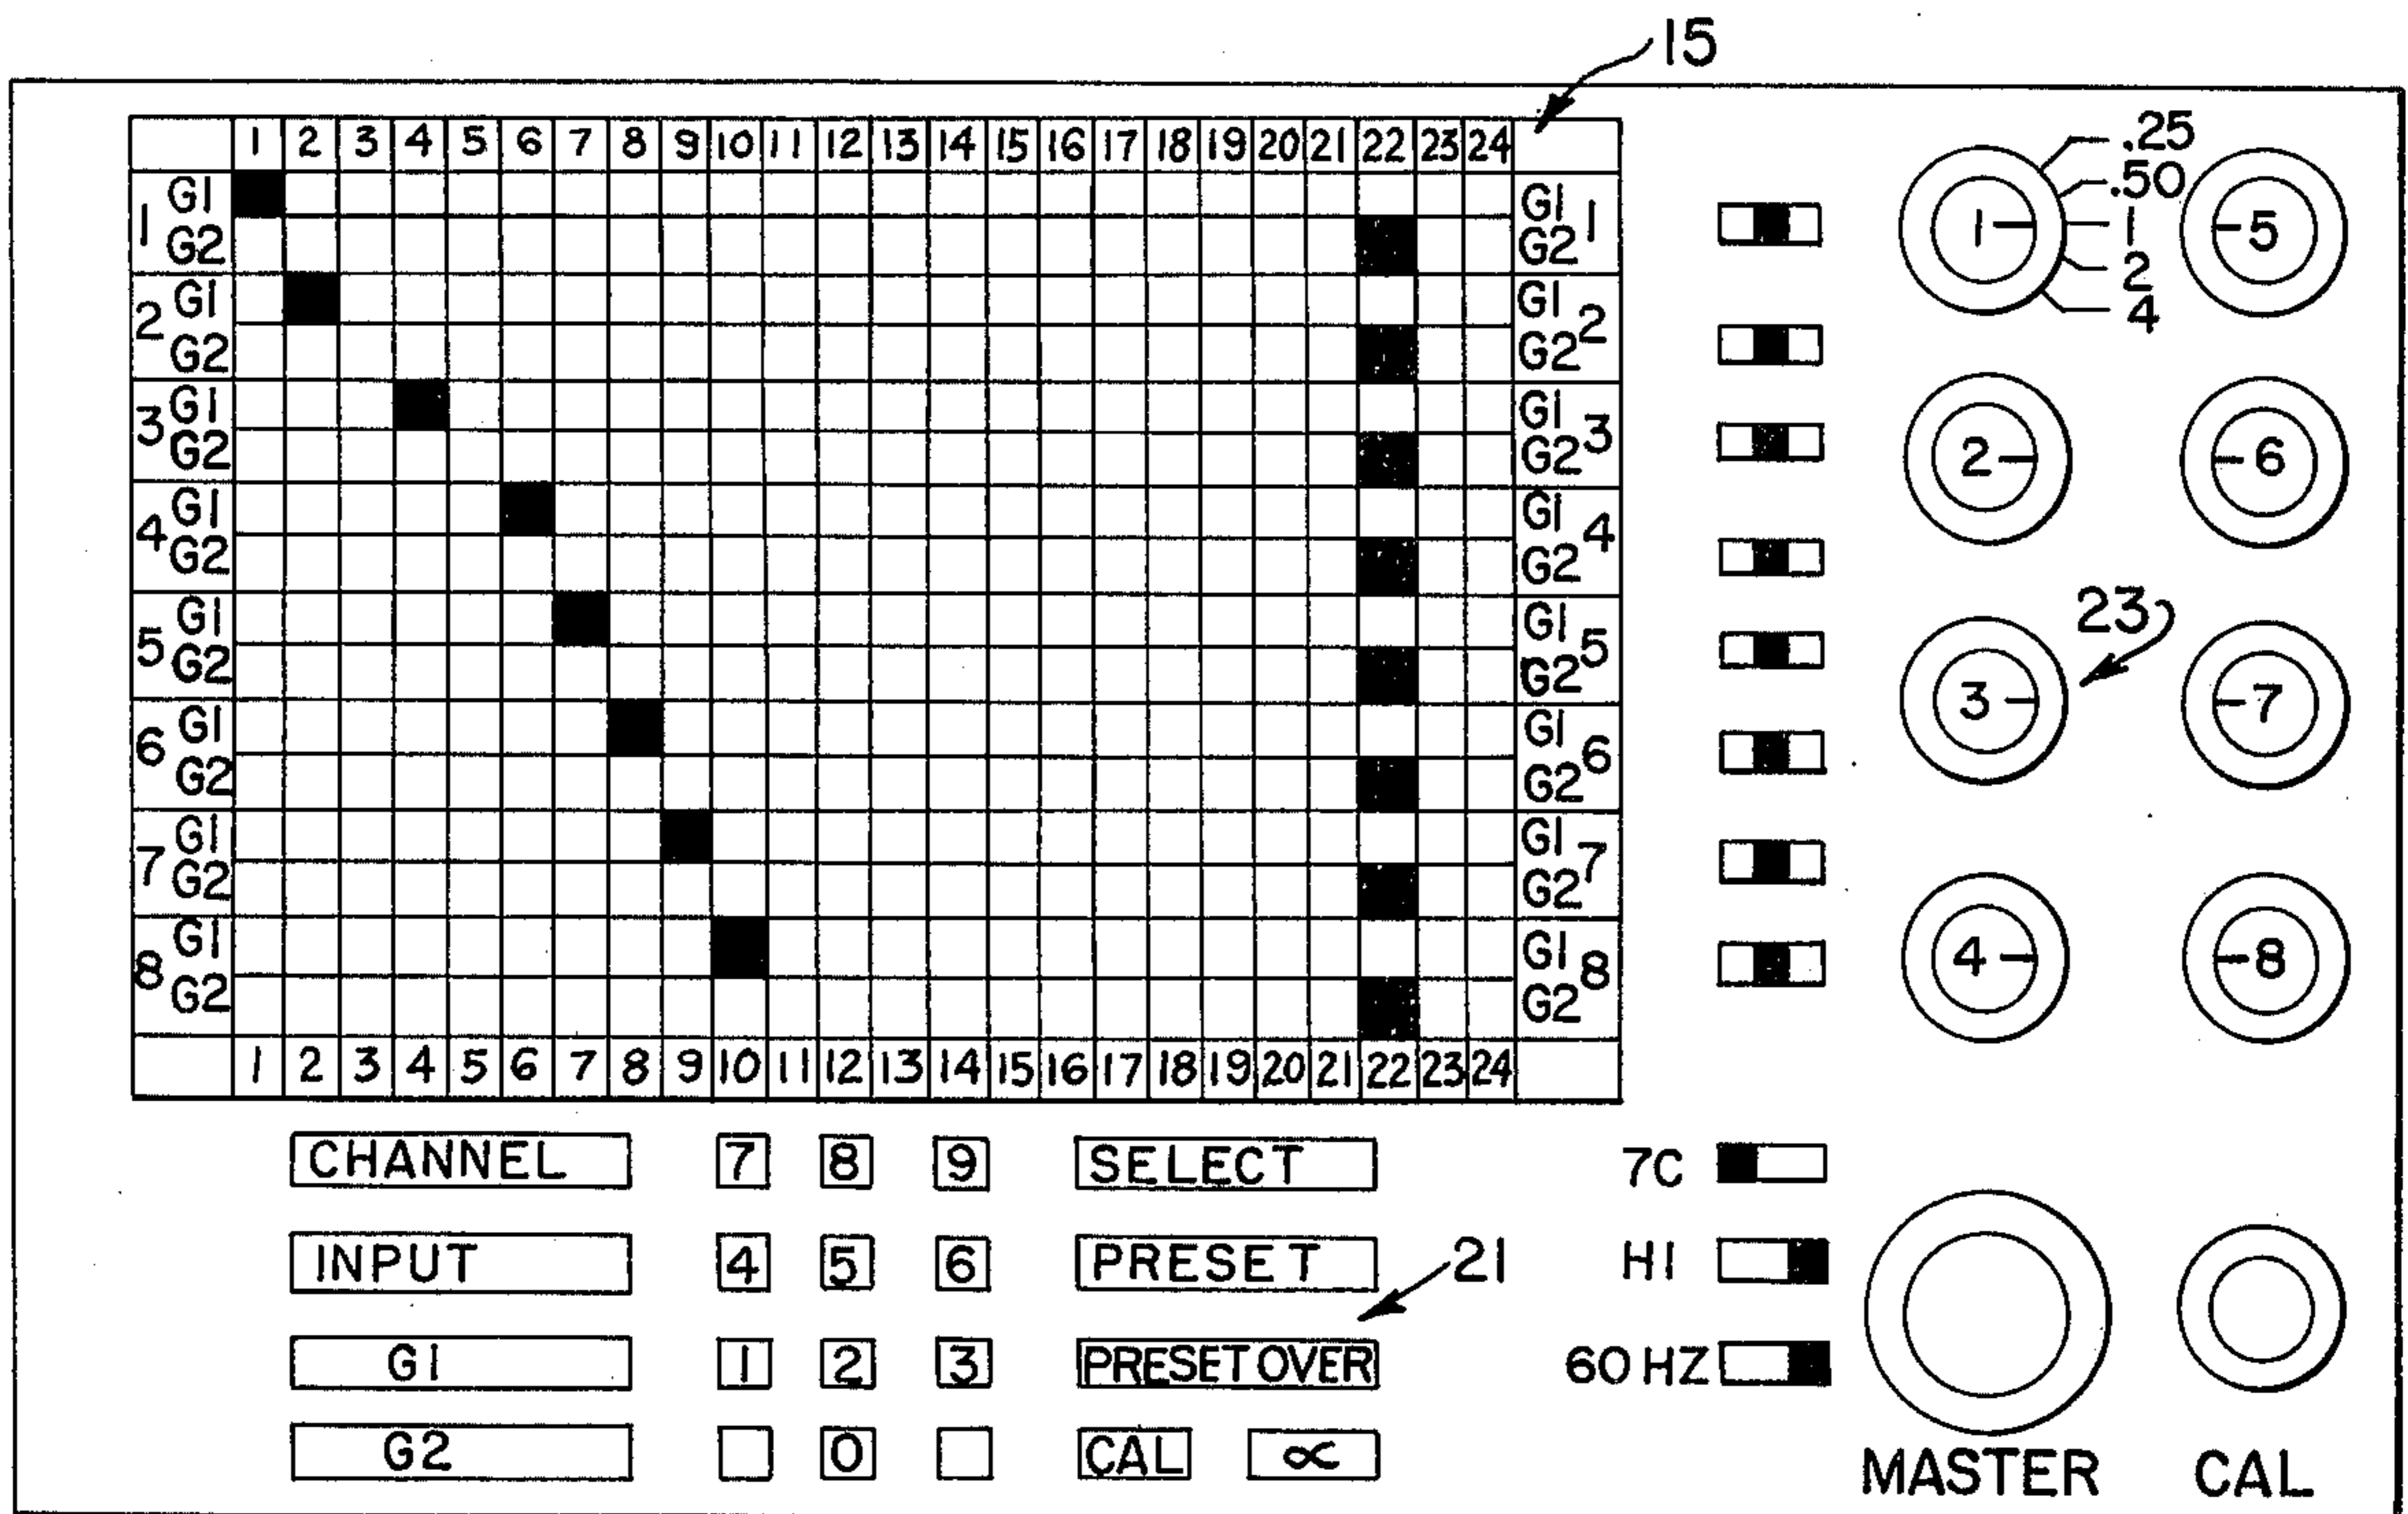 15
1 2 3 4 5 6 7 8 9 10 11 12 13 14 15 16 17 18 19 20 21 22 23 24
1 G1 G1 1
G2 G2
2 G1 G1 2
G2 G2
3 G1 G1 3
G2 G2
4 G1 G1 4
G2 G2
5 G1 G1 5
G2 G2
6 G1 G1 6
G2 G2
7 G1 G1 7
G2 G2
8 G1 G1 8
G2 G2
1 2 3 4 5 6 7 8 9 10 11 12 13 14 15 16 17 18 19 20 21 22 23 24
.25
.50
1
2
4
1 5
2 6
23
3 7
4 8
CHANNEL 7 8 9 SELECT
INPUT 4 5 6 PRESET
21
G1 1 2 3 PRESET OVER
G2 0 CAL ∝
7C
HI
60 HZ
MASTER CAL